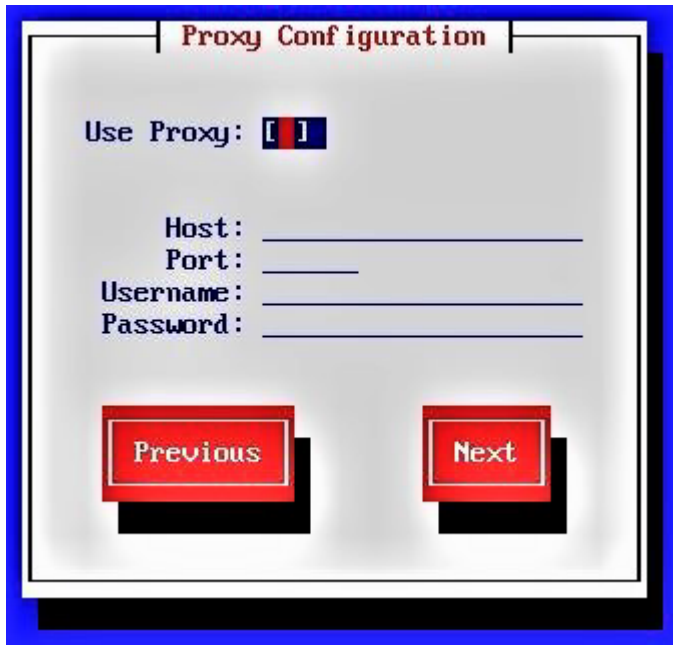 Proxy Configuration
Use Proxy: [ ]
Host:
Port:
Username:
Password:
Previous
Next